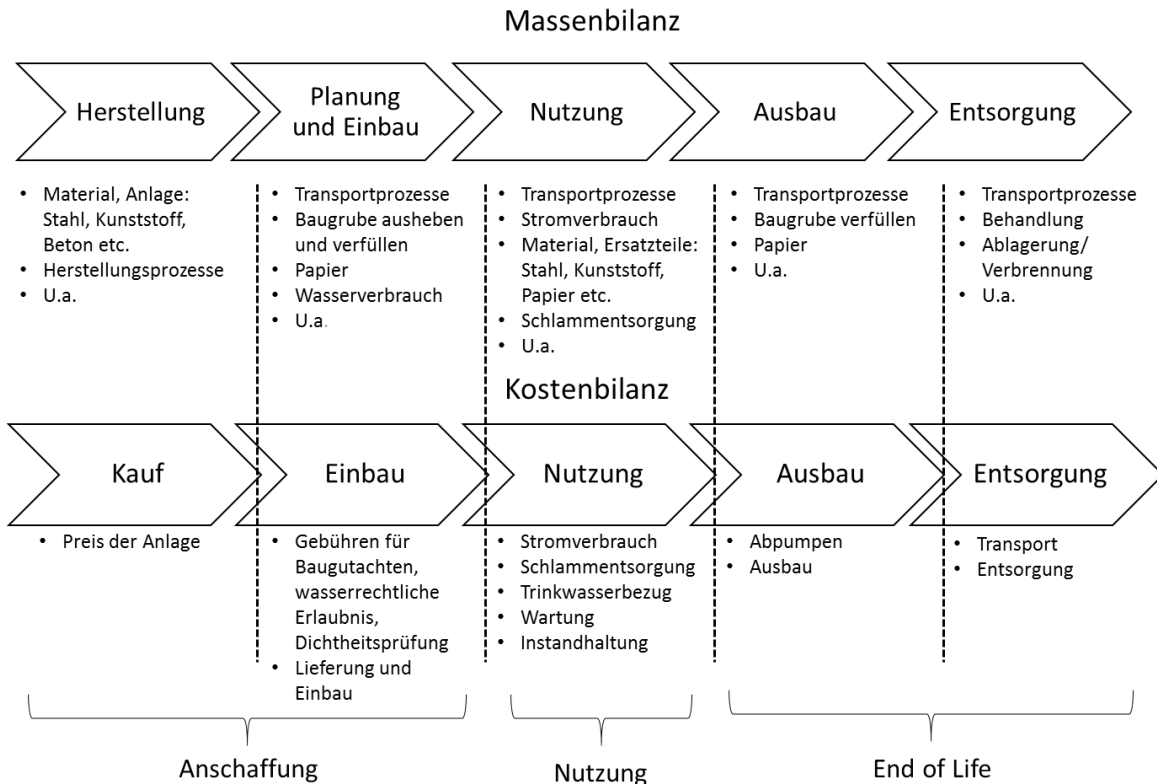 Massenbilanz
Herstellung
Planung
und Einbau
Nutzung
Ausbau
Entsorgung
• Material, Anlage:
Stahl, Kunststoff,
Beton etc.
• Herstellungsprozesse
• U.a.
• Transportprozesse
• Baugrube ausheben
und verfüllen
• Papier
• Wasserverbrauch
• U.a.
• Transportprozesse
• Stromverbrauch
• Material, Ersatzteile:
Stahl, Kunststoff,
Papier etc.
• Schlammentsorgung
• U.a.
• Transportprozesse
• Baugrube verfüllen
• Papier
• U.a.
• Transportprozesse
• Behandlung
• Ablagerung/
Verbrennung
• U.a.
Kostenbilanz
Kauf
Einbau
Nutzung
Ausbau
Entsorgung
• Preis der Anlage
• Gebühren für
Baugutachten,
wasserrechtliche
Erlaubnis,
Dichtheitsprüfung
• Lieferung und
Einbau
• Stromverbrauch
• Schlammentsorgung
• Trinkwasserbezug
• Wartung
• Instandhaltung
• Abpumpen
• Ausbau
• Transport
• Entsorgung
Anschaffung
Nutzung
End of Life